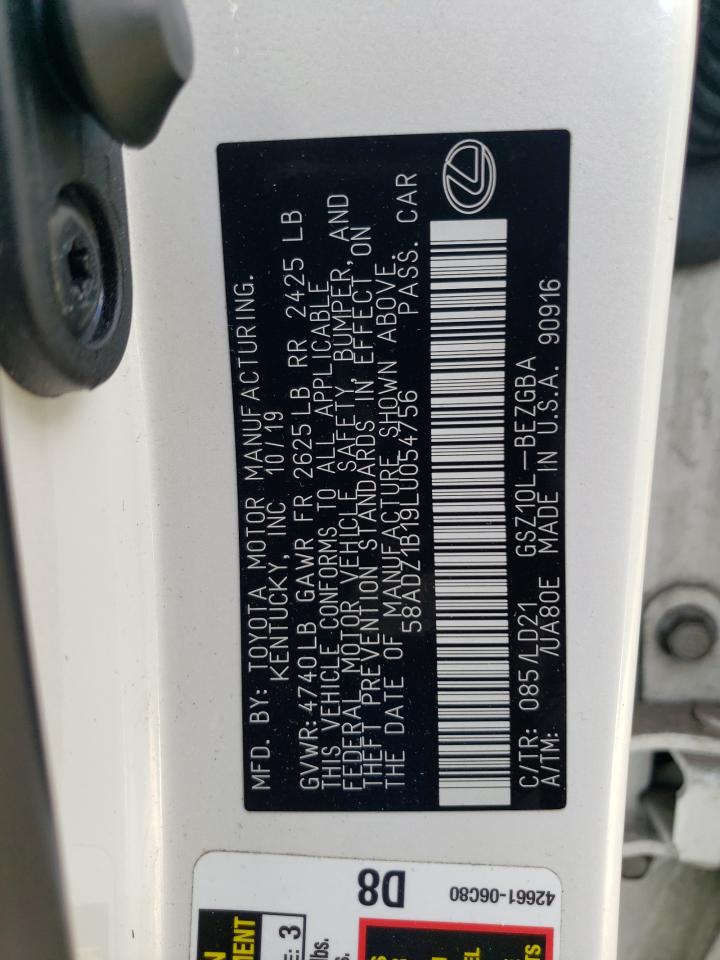 MFD. BY: TOYOTA MOTOR MANUFACTURING.
KENTUCKY, INC 10/19
GVWR: 4740LB GAWR FR 2625LB RR 2425 LB
THIS VEHICLE CONFORMS TO ALL APPLICABLE
FEDERAL MOTOR VEHICLE SAFETY, BUMPER, AND
THEFT PREVENTION STANDARDS IN EFFECT ON
THE DATE OF MANUFACTURE SHOWN ABOVE.
58ADZ1B19LU054756 PASS. CAR
C/TR: 085/LD21 GSZ10L-BEZGBA
A/TM: /UA80E MADE IN U.S.A. 90916
D8
42661-06C80
3
lbs.